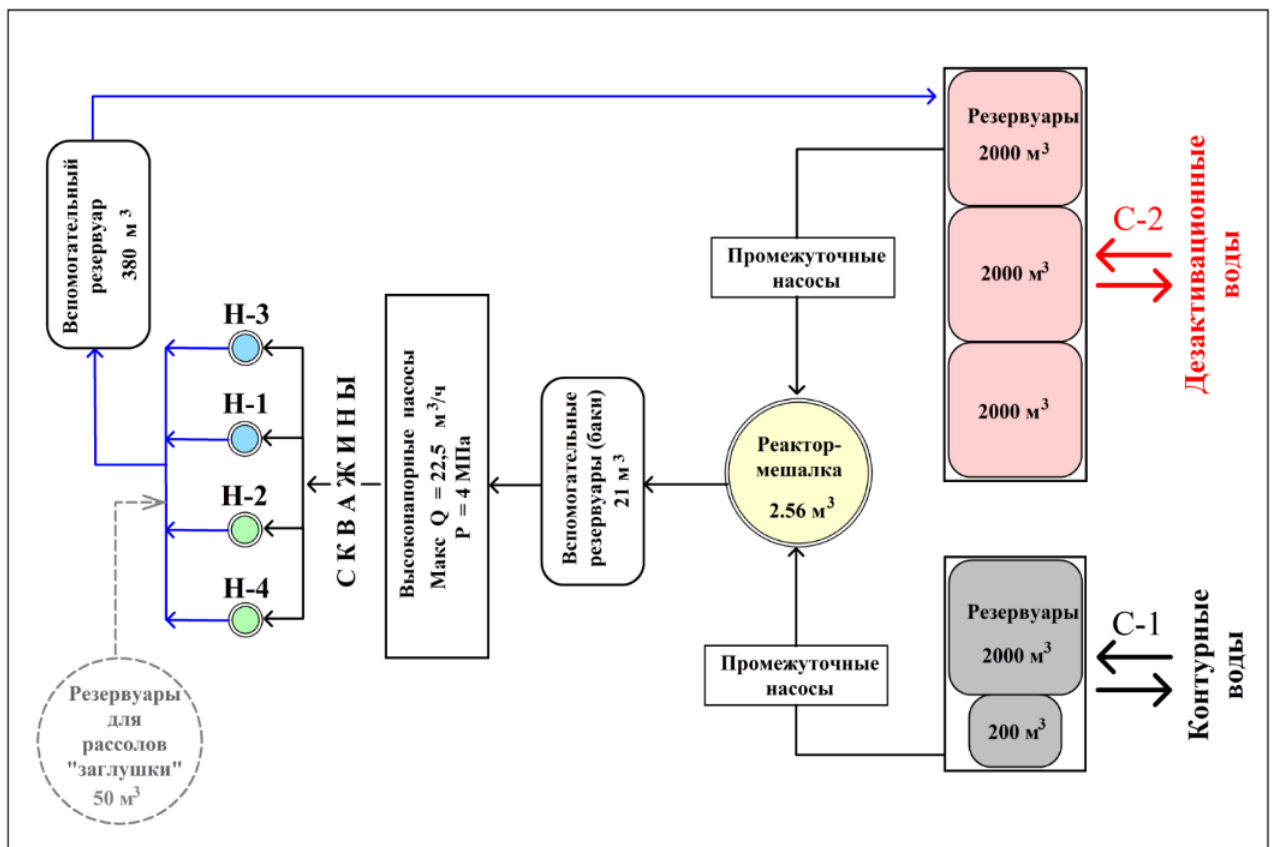 Вспомогательный
резервуар
380 м³
Н-3
Н-1
Н-2
Н-4
Резервуары
для
рассолов
"заглушки"
50 м³
СКВАЖИНЫ
Высоконапорные насосы
Макс Q = 22,5 м³/ч
P = 4 МПа
Вспомогательные
резервуары (баки)
21 м³
Промежуточные
насосы
Реактор-
мешалка
2.56 м³
Промежуточные
насосы
Резервуары
2000 м³
2000 м³
2000 м³
С-2
Дезактивационные
воды
Резервуары
2000 м³
200 м³
С-1
Контурные
воды